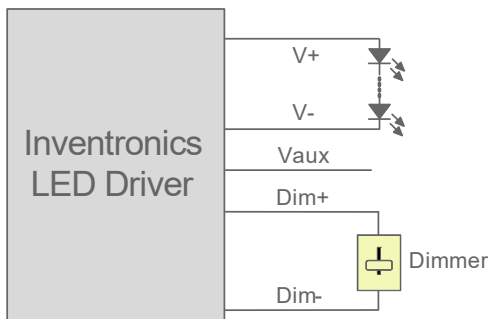 Inventronics
LED Driver
V+
V-
Vaux
Dim+
Dimmer
Dim-